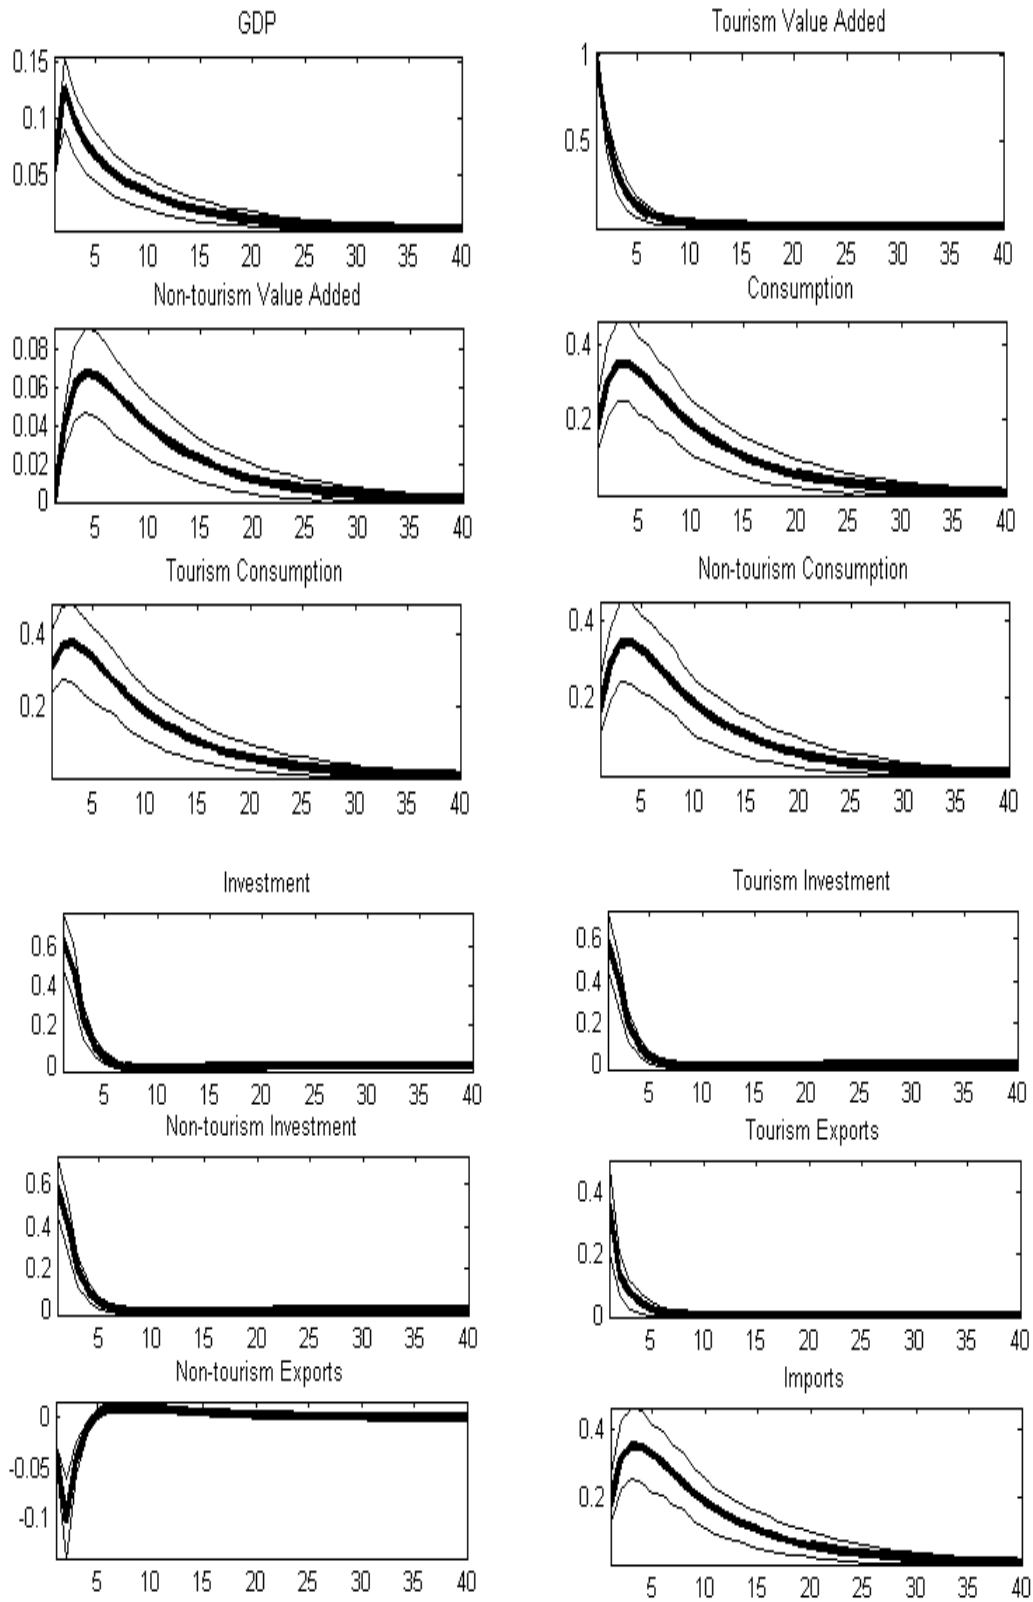 GDP
0.15
0.1
0.05
5 10 15 20 25 30 35 40
Tourism Value Added
1
0.5
5 10 15 20 25 30 35 40
Non-tourism Value Added
0.08
0.06
0.04
0.02
0
5 10 15 20 25 30 35 40
Consumption
0.4
0.2
5 10 15 20 25 30 35 40
Tourism Consumption
0.4
0.2
5 10 15 20 25 30 35 40
Non-tourism Consumption
0.4
0.2
5 10 15 20 25 30 35 40
Investment
0.6
0.4
0.2
0
5 10 15 20 25 30 35 40
Tourism Investment
0.6
0.4
0.2
0
5 10 15 20 25 30 35 40
Non-tourism Investment
0.6
0.4
0.2
0
5 10 15 20 25 30 35 40
Tourism Exports
0.4
0.2
0
5 10 15 20 25 30 35 40
Non-tourism Exports
0
-0.05
-0.1
5 10 15 20 25 30 35 40
Imports
0.4
0.2
5 10 15 20 25 30 35 40